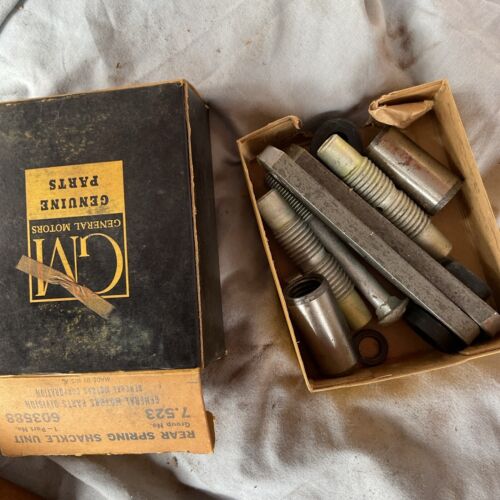 GM
GENERAL MOTORS
GENUINE
PARTS
REAR SPRING SHACKLE UNIT
1-Part No. 603588
Group No. 7.523
GENERAL MOTORS PARTS DIVISION
GENERAL MOTORS CORPORATION
MADE IN U.S.A.